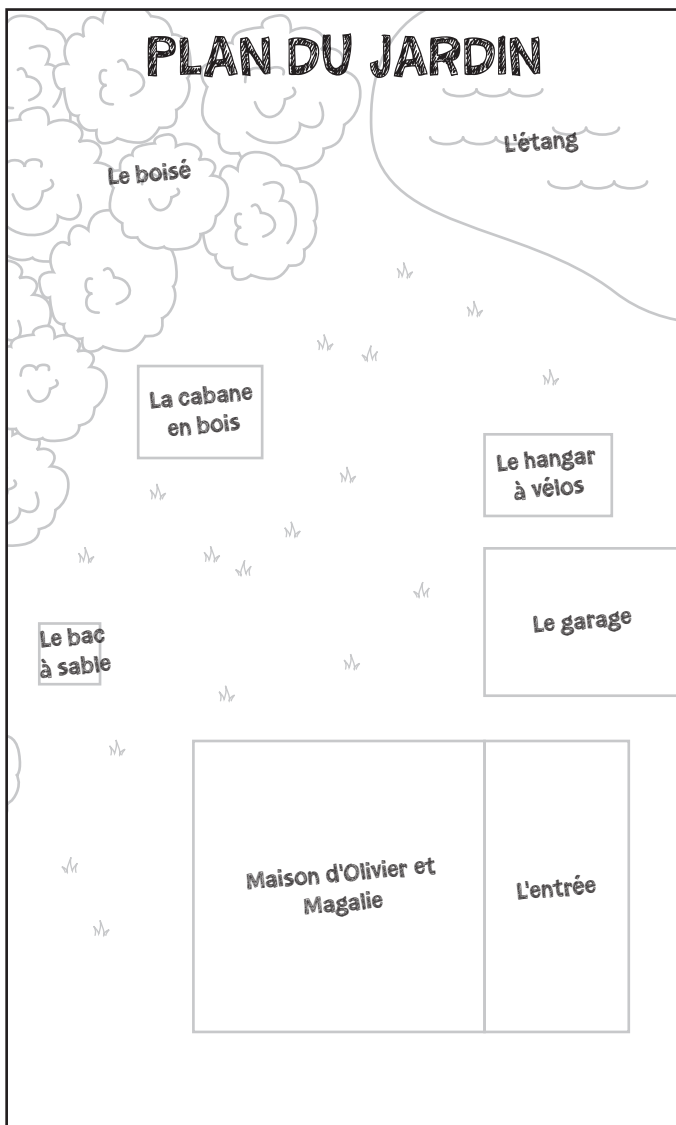 PLAN DU JARDIN
L'étang
Le boisé
La cabane
en bois
Le hangar
à vélos
Le garage
Le bac
à sable
Maison d'Olivier et
Magalie
L'entrée